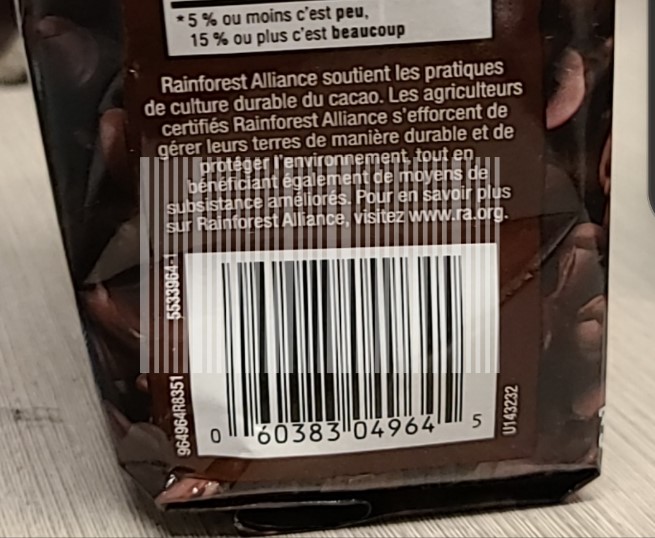 *5 % ou moins c'est peu,
15 % ou plus c'est beaucoup
Rainforest Alliance soutient les pratiques
de culture durable du cacao. Les agriculteurs
certifiés Rainforest Alliance s'efforcent de
gérer leurs terres de manière durable et de
protéger l'environnement, tout en
bénéficiant également de moyens de
subsistance améliorés. Pour en savoir plus
sur Rainforest Alliance, visitez www.ra.org.
964964R8351 5533964-1
0 60383 04964 5
U143232